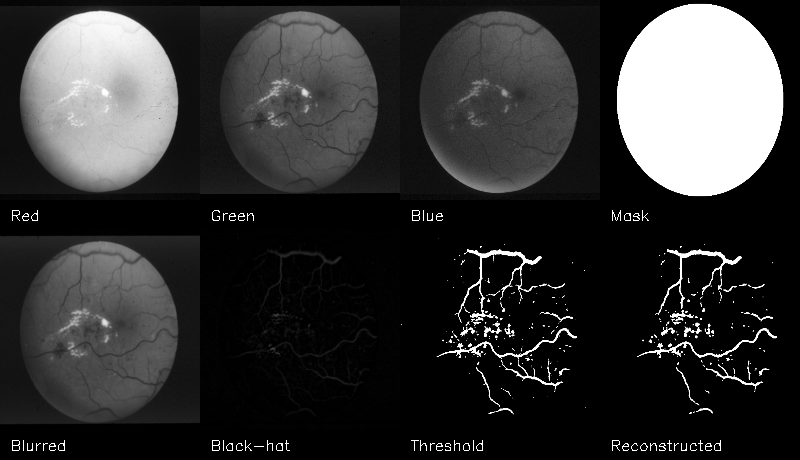 Red
Green
Blue
Mask
Blurred
Black-hat
Threshold
Reconstructed